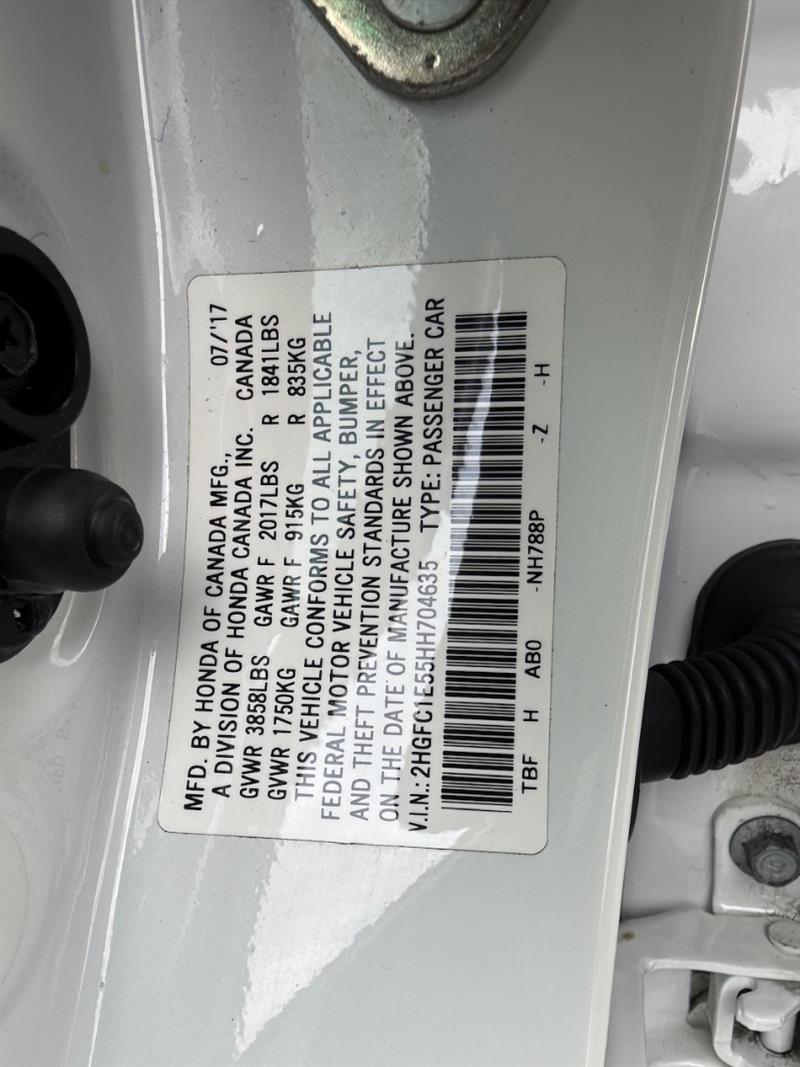 MFD. BY HONDA OF CANADA MFG., 07/'17
A DIVISION OF HONDA CANADA INC. CANADA
GVWR 3858LBS GAWR F 2017LBS R 1841LBS
GVWR 1750KG GAWR F 915KG R 835KG
THIS VEHICLE CONFORMS TO ALL APPLICABLE
FEDERAL MOTOR VEHICLE SAFETY, BUMPER,
AND THEFT PREVENTION STANDARDS IN EFFECT
ON THE DATE OF MANUFACTURE SHOWN ABOVE.
V.I.N.: 2HGFC1E55HH704635 TYPE: PASSENGER CAR
TBF H AB0 -NH788P -Z -H